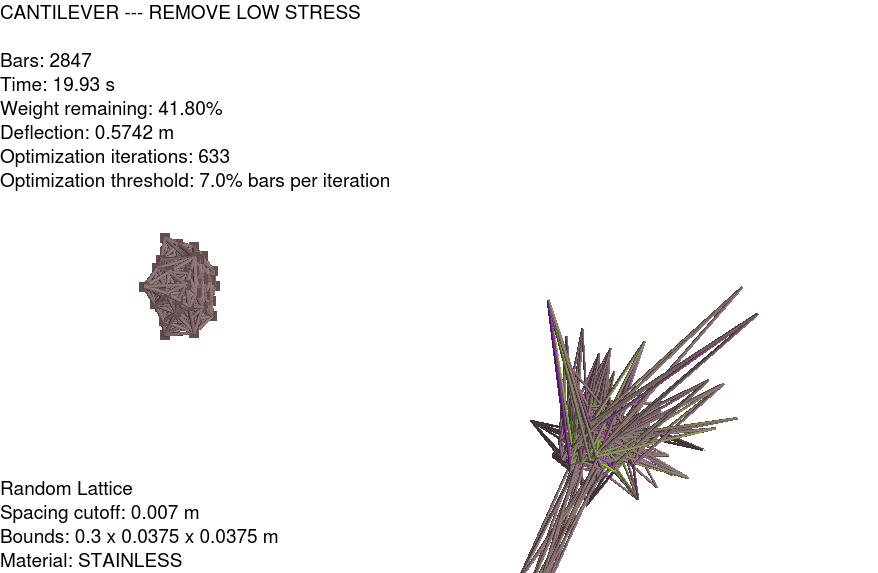 CANTILEVER --- REMOVE LOW STRESS
Bars: 2847
Time: 19.93 s
Weight remaining: 41.80%
Deflection: 0.5742 m
Optimization iterations: 633
Optimization threshold: 7.0% bars per iteration
Random Lattice
Spacing cutoff: 0.007 m
Bounds: 0.3 x 0.0375 x 0.0375 m
Material: STAINLESS